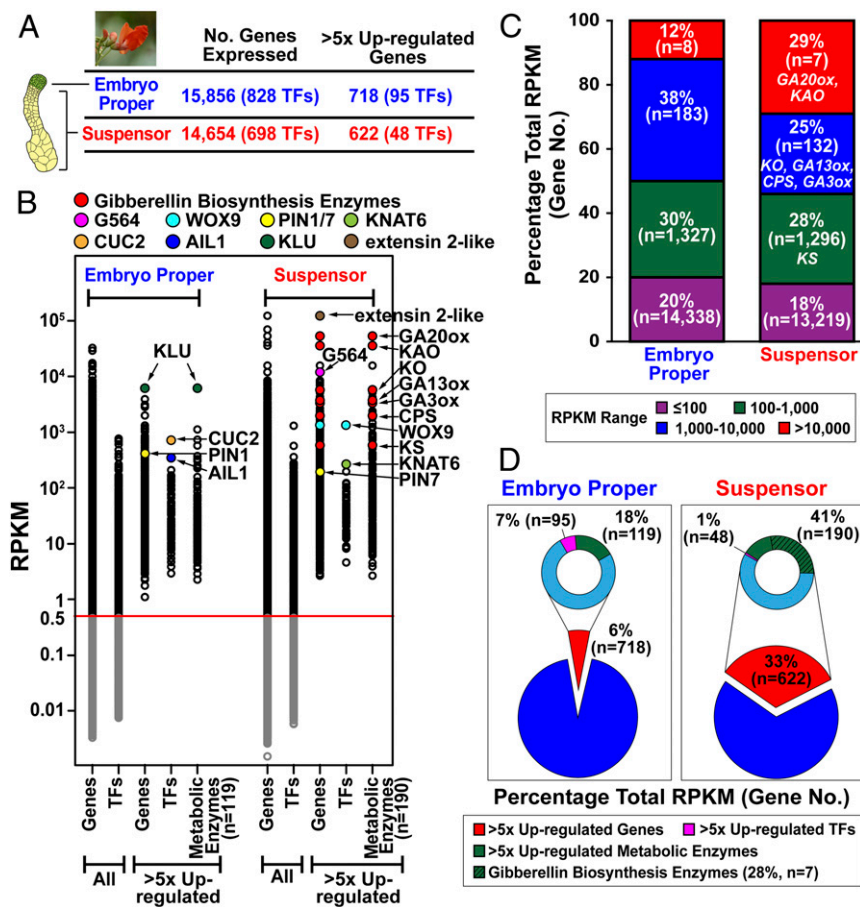 A
No. Genes
Expressed
>5x Up-regulated
Genes
Embryo
Proper
15,856 (828 TFs)
718 (95 TFs)
Suspensor
14,654 (698 TFs)
622 (48 TFs)
B
Gibberellin Biosynthesis Enzymes
G564
WOX9
PIN1/7
KNAT6
CUC2
AIL1
KLU
extensin 2-like
Embryo Proper
Suspensor
RPKM
10⁵
10⁴
10³
10²
10
1
0.5
0.1
0.01
KLU
CUC2
PIN1
AIL1
extensin 2-like
GA20ox
G564
KAO
KO
GA13ox
GA3ox
CPS
WOX9
KS
KNAT6
PIN7
Genes
TFs
Genes
TFs
Metabolic
Enzymes
(n=119)
Genes
TFs
Genes
TFs
Metabolic
Enzymes
(n=190)
All
>5x Up-
regulated
All
>5x Up-
regulated
C
Percentage Total RPKM
(Gene No.)
100
80
60
40
20
0
12%
(n=8)
38%
(n=183)
30%
(n=1,327)
20%
(n=14,338)
29%
(n=7)
GA20ox,
KAO
25%
(n=132)
KO, GA13ox,
CPS, GA3ox
28%
(n=1,296)
KS
18%
(n=13,219)
Embryo
Proper
Suspensor
RPKM Range
≤100
100-1,000
1,000-10,000
>10,000
D
Embryo Proper
Suspensor
7% (n=95)
18%
(n=119)
6%
(n=718)
1%
(n=48)
41%
(n=190)
33%
(n=622)
Percentage Total RPKM (Gene No.)
>5x Up-regulated Genes
>5x Up-regulated TFs
>5x Up-regulated Metabolic Enzymes
Gibberellin Biosynthesis Enzymes (28%, n=7)